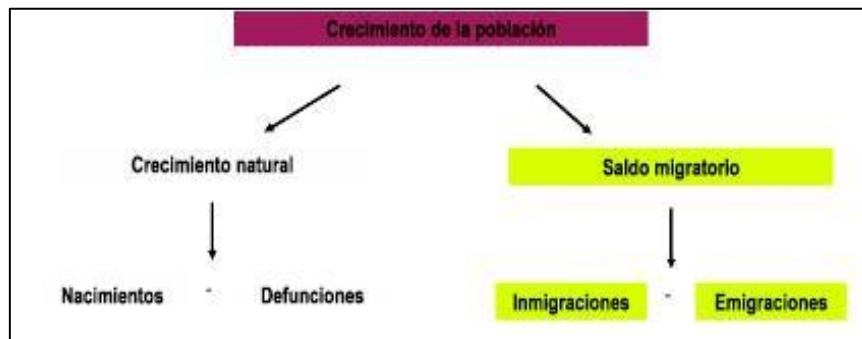 Crecimiento de la población
Crecimiento natural
Saldo migratorio
Nacimientos - Defunciones
Inmigraciones - Emigraciones